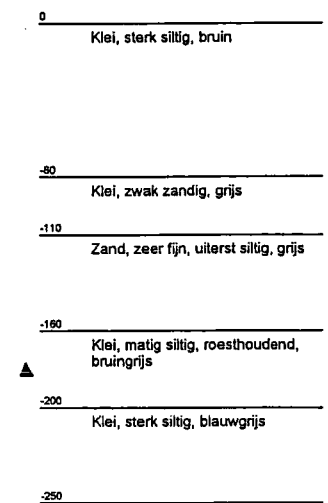 0
Klei, sterk siltig, bruin
-80
Klei, zwak zandig, grijs
-110
Zand, zeer fijn, uiterst siltig, grijs
-160
Klei, matig siltig, roesthoudend,
bruingrijs
-200
Klei, sterk siltig, blauwgrijs
-250